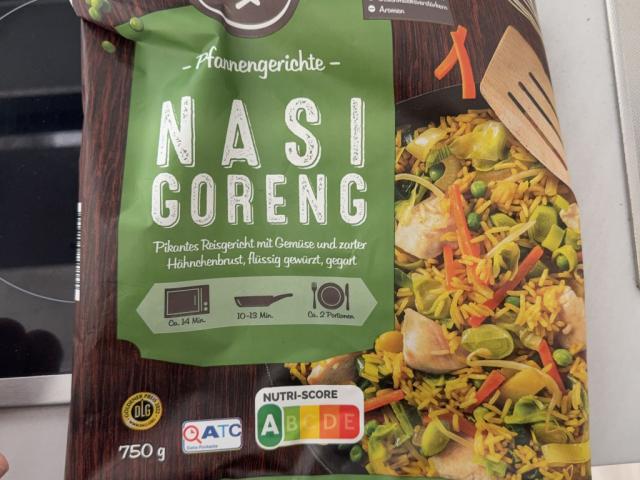 Aromen
Pfannengerichte
NASI
GORENG
Pikantes Reisgericht mit Gemüse und zarter
Hähnchenbrust, flüssig gewürzt, gegart
Ca. 14 Min.
10-13 Min.
Ca. 2 Portionen
DLG
750 g
ATC
NUTRI-SCORE
A B C D E